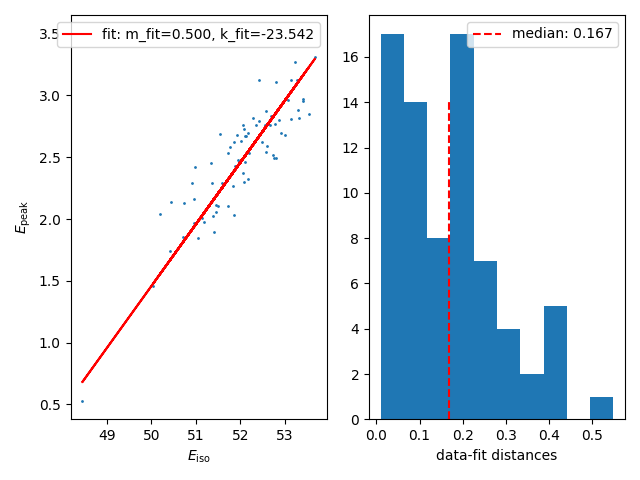 fit: m_fit=0.500, k_fit=-23.542
3.5
3.0
2.5
2.0
1.5
1.0
0.5
49 50 51 52 53
E_iso
E_peak
median: 0.167
16
14
12
10
8
6
4
2
0
0.0 0.1 0.2 0.3 0.4 0.5
data-fit distances